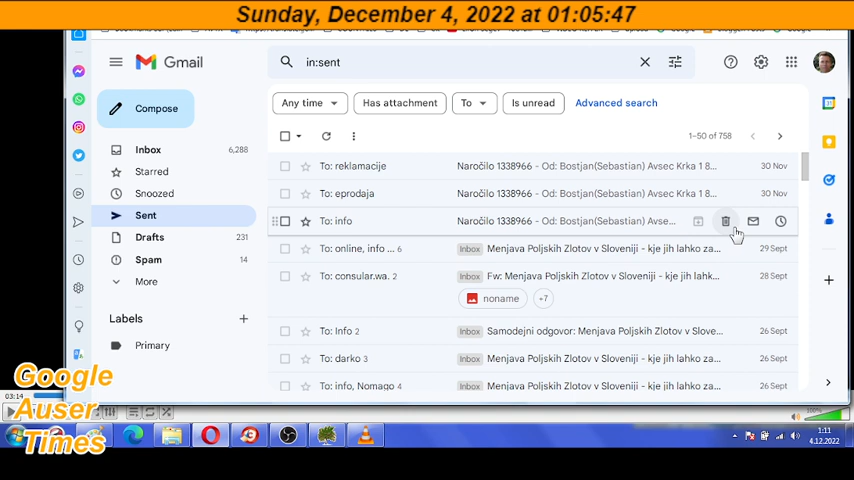 Sunday, December 4, 2022 at 01:05:47
Gmail
in:sent
Compose
Any time
Has attachment
To
Is unread
Advanced search
1–50 of 758
Inbox 6,288
Starred
Snoozed
Sent
Drafts 231
Spam 14
More
Labels
Primary
To: reklamacije Naročilo 1338966 - Od: Bostjan(Sebastian) Avsec Krka 1 8... 30 Nov
To: eprodaja Naročilo 1338966 - Od: Bostjan(Sebastian) Avsec Krka 1 8... 30 Nov
To: info Naročilo 1338966 - Od: Bostjan(Sebastian) Avse...
To: online, info ... 6 Inbox Menjava Poljskih Zlotov v Sloveniji - kje jih lahko za... 29 Sept
To: consular.wa. 2 Inbox Fw: Menjava Poljskih Zlotov v Sloveniji - kje jih lahk... 28 Sept
noname +7
To: Info 2 Inbox Samodejni odgovor: Menjava Poljskih Zlotov v Slove... 26 Sept
To: darko 3 Inbox Menjava Poljskih Zlotov v Sloveniji - kje jih lahko za... 26 Sept
To: info, Nomago 4 Inbox Menjava Poljskih Zlotov v Sloveniji - kje jih lahko za... 26 Sept
Google
Auser
Times
03:14
100%
1:11
4.12.2022